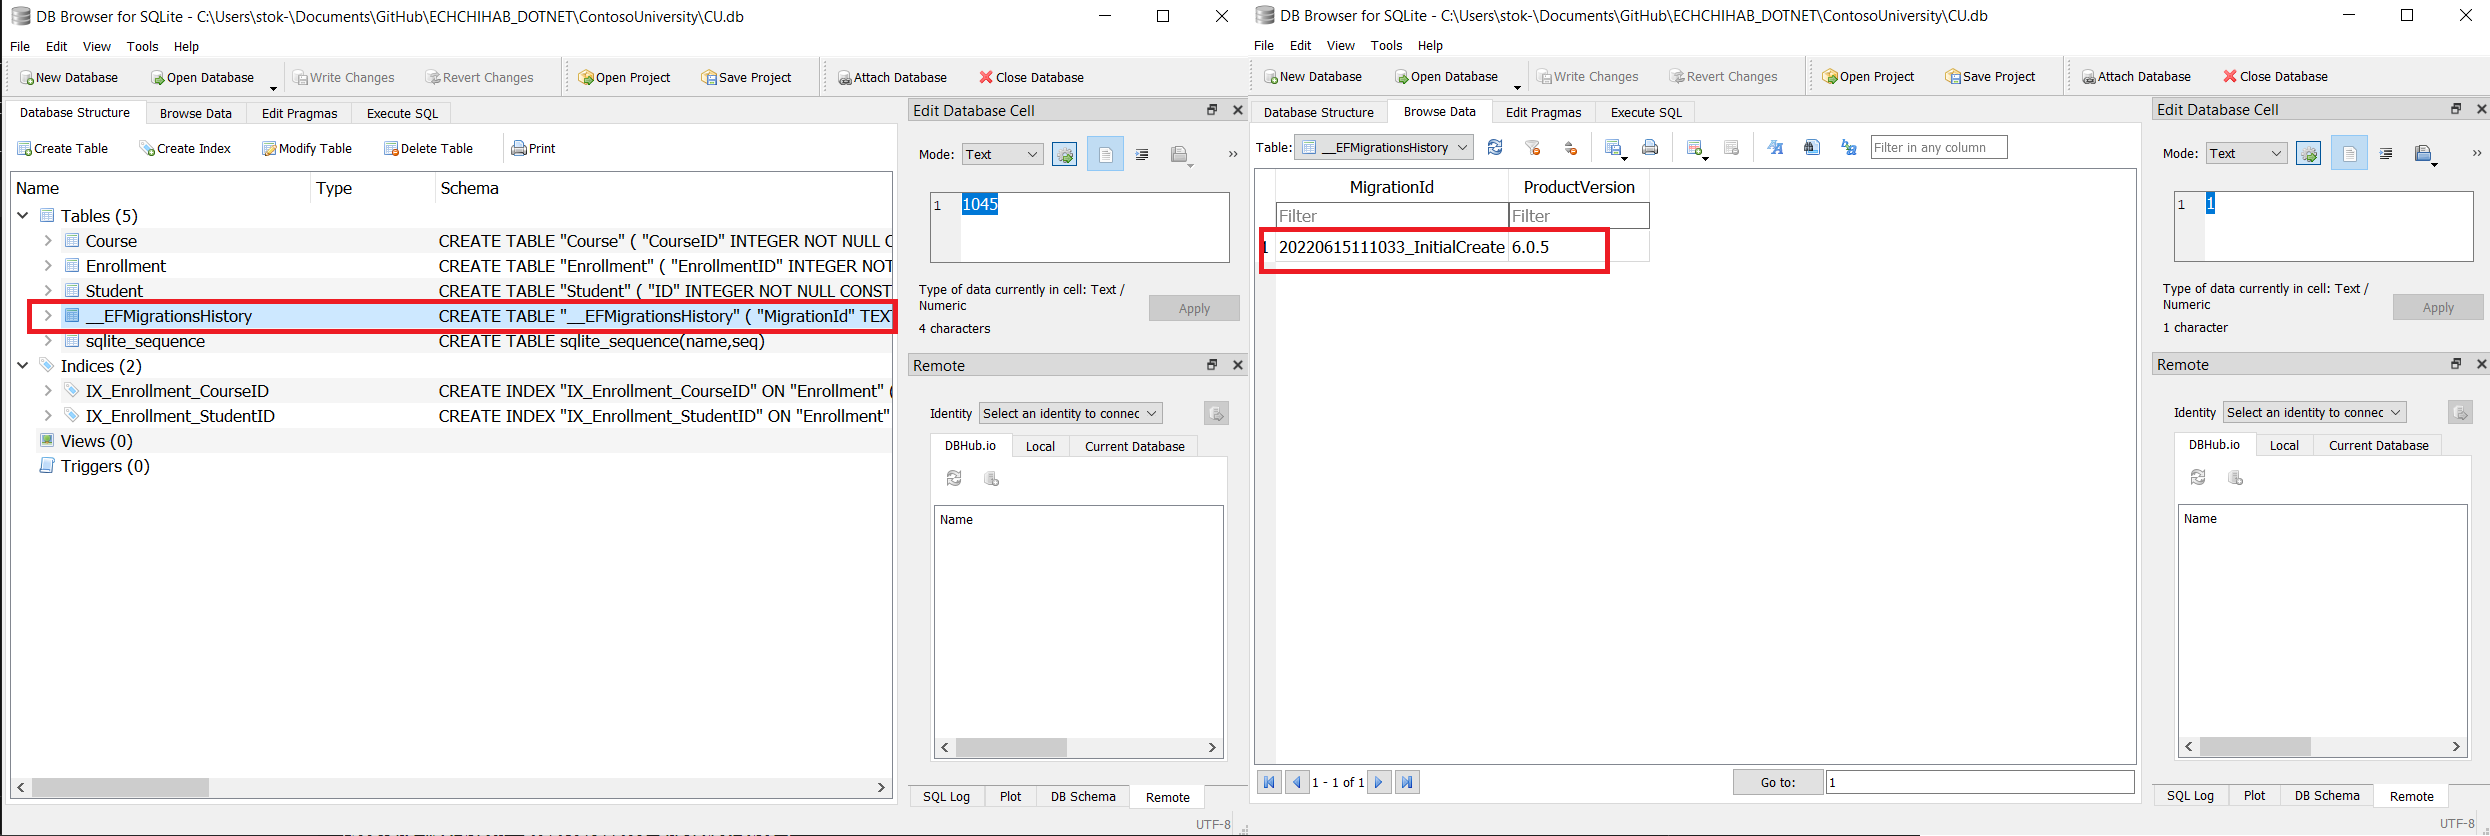 DB Browser for SQLite - C:\Users\stok-\Documents\GitHub\ECHCHIHAB_DOTNET\ContosoUniversity\CU.db
File Edit View Tools Help
New Database Open Database Write Changes Revert Changes Open Project Save Project Attach Database Close Database
Database Structure Browse Data Edit Pragmas Execute SQL
Create Table Create Index Modify Table Delete Table Print
Name Type Schema
Tables (5)
Course CREATE TABLE "Course" ( "CourseID" INTEGER NOT NULL C
Enrollment CREATE TABLE "Enrollment" ( "EnrollmentID" INTEGER NOT
Student CREATE TABLE "Student" ( "ID" INTEGER NOT NULL CONST
__EFMigrationsHistory CREATE TABLE "__EFMigrationsHistory" ( "MigrationId" TEXT
sqlite_sequence CREATE TABLE sqlite_sequence(name,seq)
Indices (2)
IX_Enrollment_CourseID CREATE INDEX "IX_Enrollment_CourseID" ON "Enrollment" (
IX_Enrollment_StudentID CREATE INDEX "IX_Enrollment_StudentID" ON "Enrollment"
Views (0)
Triggers (0)
Edit Database Cell
Mode: Text »
1 1045
Type of data currently in cell: Text /
Numeric
4 characters
Apply
Remote
Identity Select an identity to connec
DBHub.io Local Current Database
Name
SQL Log Plot DB Schema Remote
UTF-8
DB Browser for SQLite - C:\Users\stok-\Documents\GitHub\ECHCHIHAB_DOTNET\ContosoUniversity\CU.db
File Edit View Tools Help
New Database Open Database Write Changes Revert Changes Open Project Save Project Attach Database Close Database
Database Structure Browse Data Edit Pragmas Execute SQL
Table: __EFMigrationsHistory Filter in any column
MigrationId ProductVersion
Filter Filter
1 20220615111033_InitialCreate 6.0.5
1 - 1 of 1 Go to: 1
Edit Database Cell
Mode: Text »
1 1
Type of data currently in cell: Text /
Numeric
1 character
Apply
Remote
Identity Select an identity to connec
DBHub.io Local Current Database
Name
SQL Log Plot DB Schema Remote
UTF-8